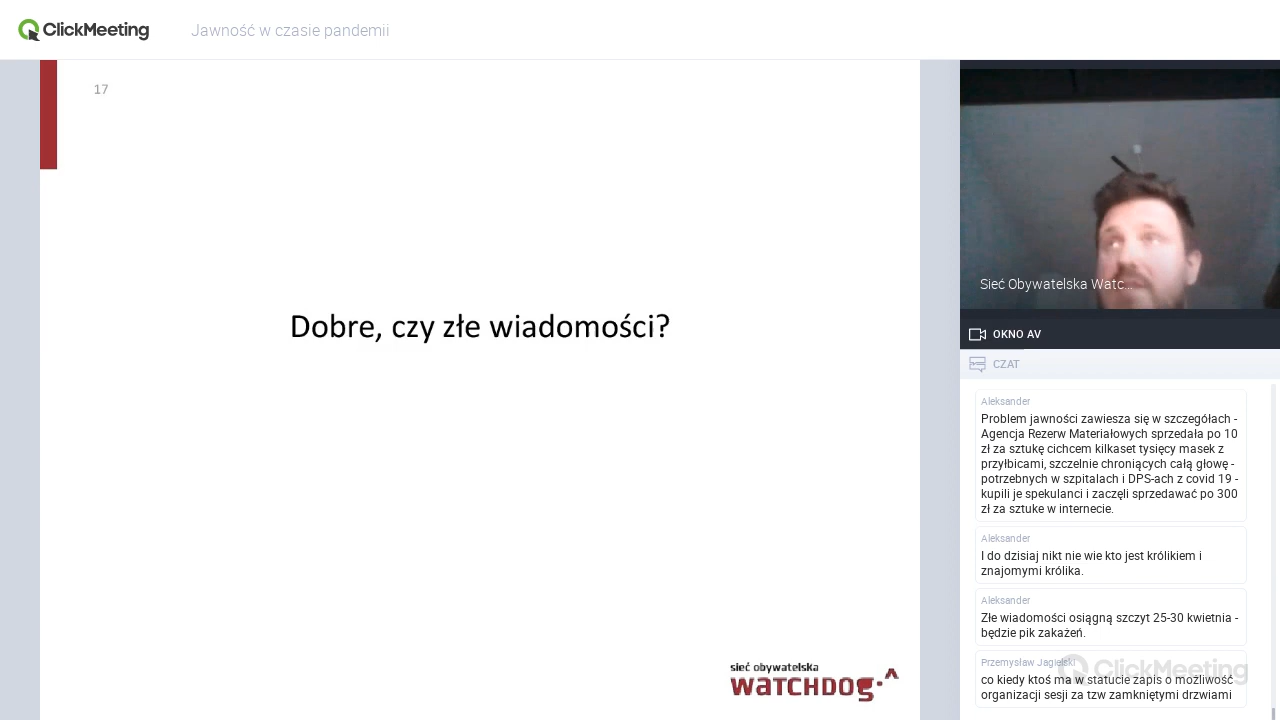 ClickMeeting
Jawność w czasie pandemii
17
Dobre, czy złe wiadomości?
sieć obywatelska
WATCHDOG
Sieć Obywatelska Watc...
OKNO AV
CZAT
Aleksander
Problem jawności zawiesza się w szczegółach -
Agencja Rezerw Materiałowych sprzedała po 10
zł za sztukę cichcem kilkaset tysięcy masek z
przyłbicami, szczelnie chroniących całą głowę -
potrzebnych w szpitalach i DPS-ach z covid 19 -
kupili je spekulanci i zaczęli sprzedawać po 300
zł za sztuke w internecie.
Aleksander
I do dzisiaj nikt nie wie kto jest królikiem i
znajomymi królika.
Aleksander
Złe wiadomości osiągną szczyt 25-30 kwietnia -
będzie pik zakażeń.
Przemysław Jagielski
ClickMeeting
co kiedy ktoś ma w statucie zapis o możliwość
organizacji sesji za tzw zamkniętymi drzwiami